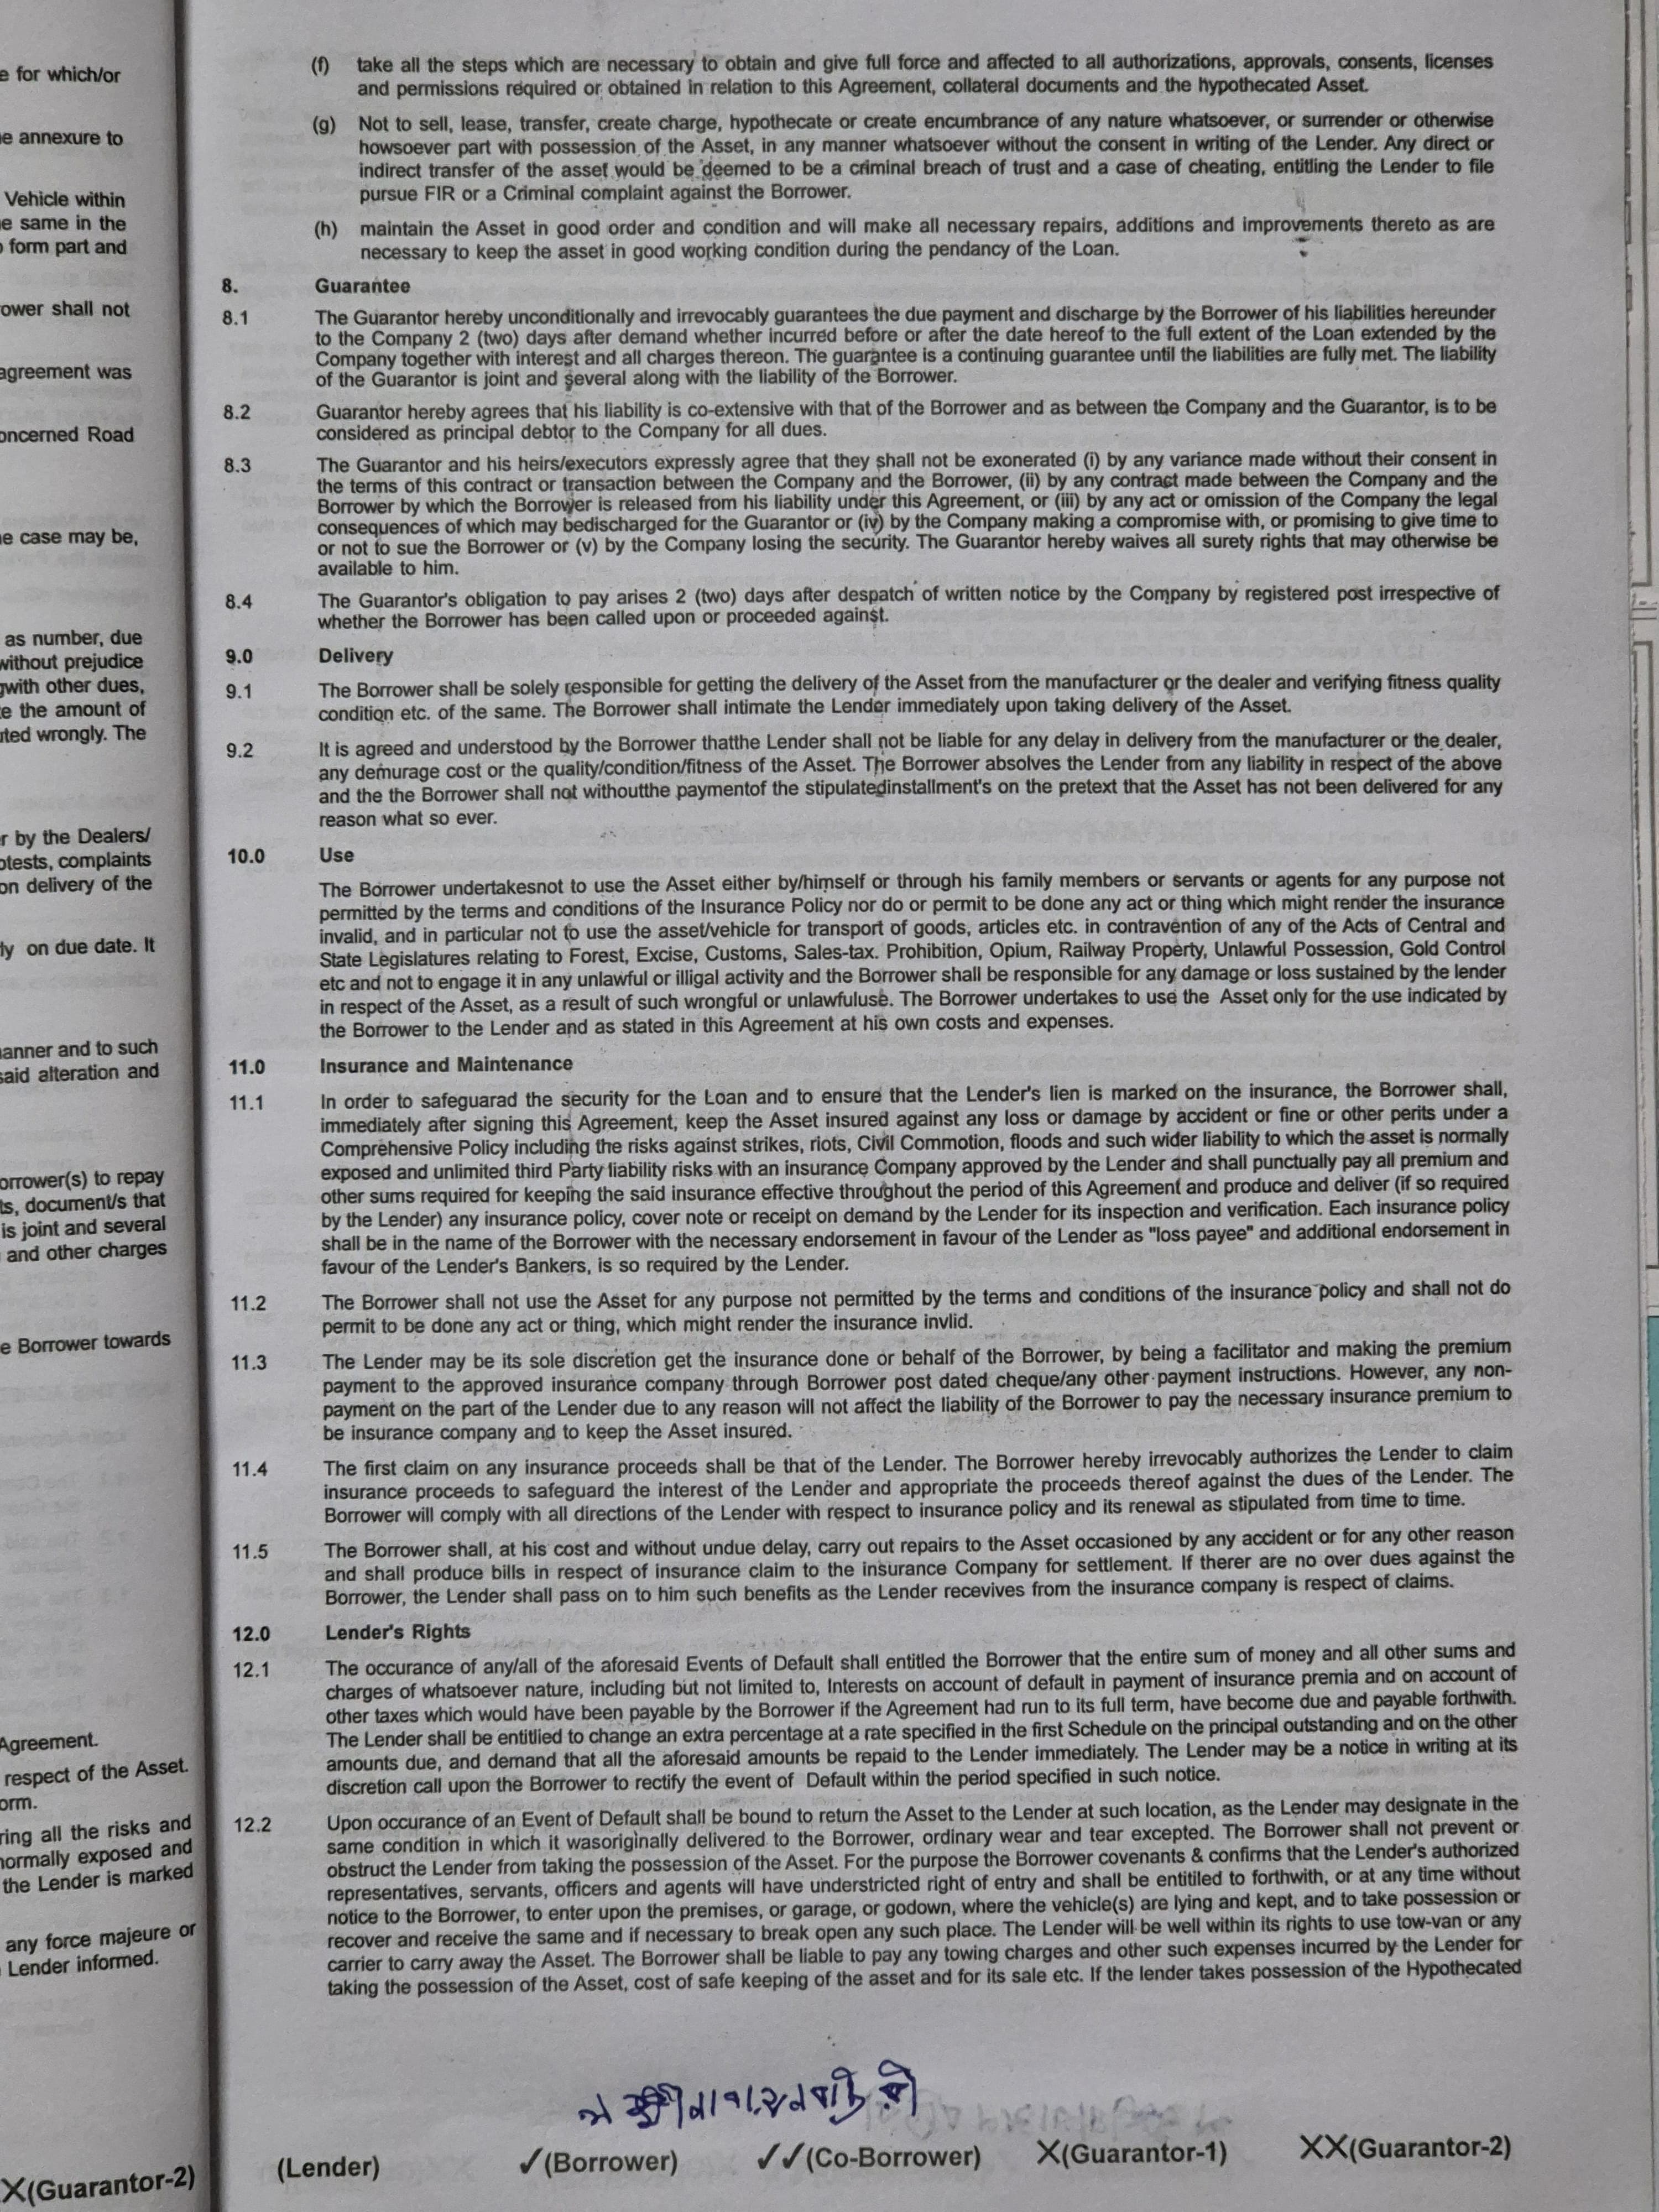 e for which/or
e annexure to
Vehicle within
e same in the
form part and
ower shall not
agreement was
oncerned Road
e case may be,
as number, due
without prejudice
with other dues,
e the amount of
ted wrongly. The
r by the Dealers/
otests, complaints
on delivery of the
ly on due date. It
anner and to such
said alteration and
orrower(s) to repay
ts, document/s that
is joint and several
and other charges
e Borrower towards
Agreement.
respect of the Asset.
orm.
ring all the risks and
normally exposed and
the Lender is marked
any force majeure or
Lender informed.
X(Guarantor-2)
(f) take all the steps which are necessary to obtain and give full force and affected to all authorizations, approvals, consents, licenses
and permissions required or obtained in relation to this Agreement, collateral documents and the hypothecated Asset.
(g) Not to sell, lease, transfer, create charge, hypothecate or create encumbrance of any nature whatsoever, or surrender or otherwise
howsoever part with possession of the Asset, in any manner whatsoever without the consent in writing of the Lender. Any direct or
indirect transfer of the asset would be deemed to be a criminal breach of trust and a case of cheating, entitling the Lender to file
pursue FIR or a Criminal complaint against the Borrower.
(h) maintain the Asset in good order and condition and will make all necessary repairs, additions and improvements thereto as are
necessary to keep the asset in good working condition during the pendancy of the Loan.
8. Guarantee
8.1 The Guarantor hereby unconditionally and irrevocably guarantees the due payment and discharge by the Borrower of his liabilities hereunder
to the Company 2 (two) days after demand whether incurred before or after the date hereof to the full extent of the Loan extended by the
Company together with interest and all charges thereon. The guarantee is a continuing guarantee until the liabilities are fully met. The liability
of the Guarantor is joint and several along with the liability of the Borrower.
8.2 Guarantor hereby agrees that his liability is co-extensive with that of the Borrower and as between the Company and the Guarantor, is to be
considered as principal debtor to the Company for all dues.
8.3 The Guarantor and his heirs/executors expressly agree that they shall not be exonerated (i) by any variance made without their consent in
the terms of this contract or transaction between the Company and the Borrower, (ii) by any contract made between the Company and the
Borrower by which the Borrower is released from his liability under this Agreement, or (iii) by any act or omission of the Company the legal
consequences of which may bedischarged for the Guarantor or (iv) by the Company making a compromise with, or promising to give time to
or not to sue the Borrower or (v) by the Company losing the security. The Guarantor hereby waives all surety rights that may otherwise be
available to him.
8.4 The Guarantor's obligation to pay arises 2 (two) days after despatch of written notice by the Company by registered post irrespective of
whether the Borrower has been called upon or proceeded against.
9.0 Delivery
9.1 The Borrower shall be solely responsible for getting the delivery of the Asset from the manufacturer or the dealer and verifying fitness quality
condition etc. of the same. The Borrower shall intimate the Lender immediately upon taking delivery of the Asset.
9.2 It is agreed and understood by the Borrower thatthe Lender shall not be liable for any delay in delivery from the manufacturer or the dealer,
any demurage cost or the quality/condition/fitness of the Asset. The Borrower absolves the Lender from any liability in respect of the above
and the the Borrower shall not withoutthe paymentof the stipulatedinstallment's on the pretext that the Asset has not been delivered for any
reason what so ever.
10.0 Use
The Borrower undertakesnot to use the Asset either by/himself or through his family members or servants or agents for any purpose not
permitted by the terms and conditions of the Insurance Policy nor do or permit to be done any act or thing which might render the insurance
invalid, and in particular not to use the asset/vehicle for transport of goods, articles etc. in contravention of any of the Acts of Central and
State Legislatures relating to Forest, Excise, Customs, Sales-tax. Prohibition, Opium, Railway Property, Unlawful Possession, Gold Control
etc and not to engage it in any unlawful or illigal activity and the Borrower shall be responsible for any damage or loss sustained by the lender
in respect of the Asset, as a result of such wrongful or unlawfuluse. The Borrower undertakes to use the Asset only for the use indicated by
the Borrower to the Lender and as stated in this Agreement at his own costs and expenses.
11.0 Insurance and Maintenance
11.1 In order to safeguarad the security for the Loan and to ensure that the Lender's lien is marked on the insurance, the Borrower shall,
immediately after signing this Agreement, keep the Asset insured against any loss or damage by accident or fine or other perits under a
Comprehensive Policy including the risks against strikes, riots, Civil Commotion, floods and such wider liability to which the asset is normally
exposed and unlimited third Party liability risks with an insurance Company approved by the Lender and shall punctually pay all premium and
other sums required for keeping the said insurance effective throughout the period of this Agreement and produce and deliver (if so required
by the Lender) any insurance policy, cover note or receipt on demand by the Lender for its inspection and verification. Each insurance policy
shall be in the name of the Borrower with the necessary endorsement in favour of the Lender as "loss payee" and additional endorsement in
favour of the Lender's Bankers, is so required by the Lender.
11.2 The Borrower shall not use the Asset for any purpose not permitted by the terms and conditions of the insurance policy and shall not do
permit to be done any act or thing, which might render the insurance invlid.
11.3 The Lender may be its sole discretion get the insurance done or behalf of the Borrower, by being a facilitator and making the premium
payment to the approved insurance company through Borrower post dated cheque/any other payment instructions. However, any non-
payment on the part of the Lender due to any reason will not affect the liability of the Borrower to pay the necessary insurance premium to
be insurance company and to keep the Asset insured.
11.4 The first claim on any insurance proceeds shall be that of the Lender. The Borrower hereby irrevocably authorizes the Lender to claim
insurance proceeds to safeguard the interest of the Lender and appropriate the proceeds thereof against the dues of the Lender. The
Borrower will comply with all directions of the Lender with respect to insurance policy and its renewal as stipulated from time to time.
11.5 The Borrower shall, at his cost and without undue delay, carry out repairs to the Asset occasioned by any accident or for any other reason
and shall produce bills in respect of insurance claim to the insurance Company for settlement. If therer are no over dues against the
Borrower, the Lender shall pass on to him such benefits as the Lender recevives from the insurance company is respect of claims.
12.0 Lender's Rights
12.1 The occurance of any/all of the aforesaid Events of Default shall entitled the Borrower that the entire sum of money and all other sums and
charges of whatsoever nature, including but not limited to, Interests on account of default in payment of insurance premia and on account of
other taxes which would have been payable by the Borrower if the Agreement had run to its full term, have become due and payable forthwith.
The Lender shall be entitlied to change an extra percentage at a rate specified in the first Schedule on the principal outstanding and on the other
amounts due, and demand that all the aforesaid amounts be repaid to the Lender immediately. The Lender may be a notice in writing at its
discretion call upon the Borrower to rectify the event of Default within the period specified in such notice.
12.2 Upon occurance of an Event of Default shall be bound to return the Asset to the Lender at such location, as the Lender may designate in the
same condition in which it wasoriginally delivered to the Borrower, ordinary wear and tear excepted. The Borrower shall not prevent or
obstruct the Lender from taking the possession of the Asset. For the purpose the Borrower covenants & confirms that the Lender's authorized
representatives, servants, officers and agents will have understricted right of entry and shall be entitiled to forthwith, or at any time without
notice to the Borrower, to enter upon the premises, or garage, or godown, where the vehicle(s) are lying and kept, and to take possession or
recover and receive the same and if necessary to break open any such place. The Lender will be well within its rights to use tow-van or any
carrier to carry away the Asset. The Borrower shall be liable to pay any towing charges and other such expenses incurred by the Lender for
taking the possession of the Asset, cost of safe keeping of the asset and for its sale etc. If the lender takes possession of the Hypothecated
(Lender) ✓(Borrower) ✓✓(Co-Borrower) X(Guarantor-1) XX(Guarantor-2)